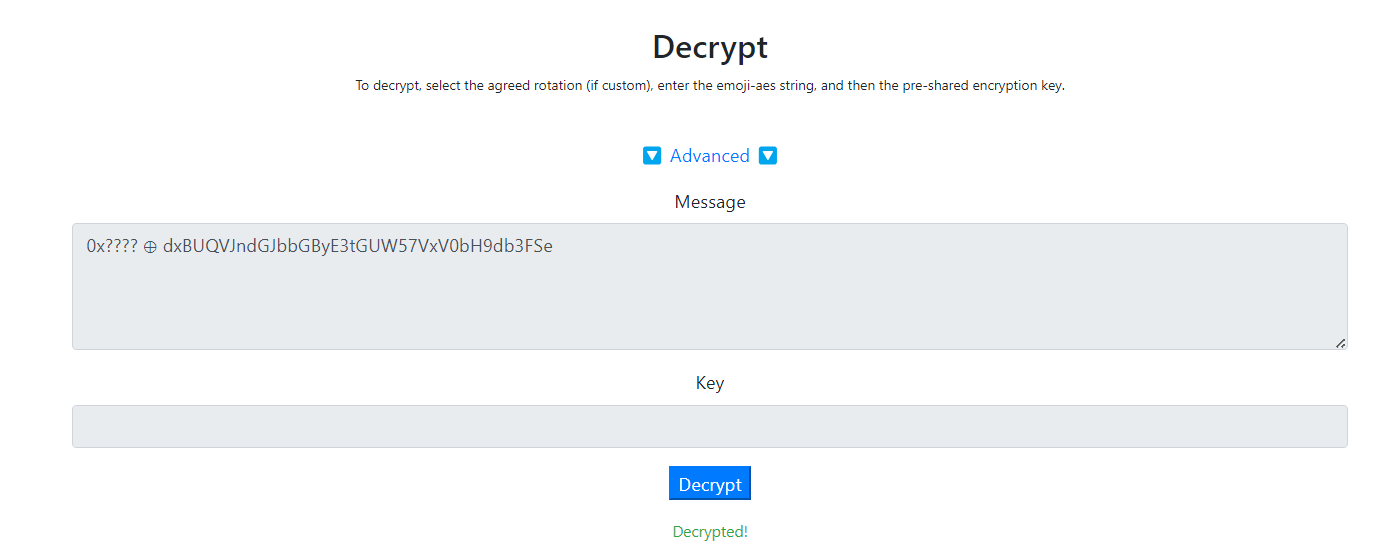 Decrypt
To decrypt, select the agreed rotation (if custom), enter the emoji-aes string, and then the pre-shared encryption key.
🔽 Advanced 🔽
Message
0x???? ⊕ dxBUQVJndGJbbGByE3tGUW57VxV0bH9db3FSe
Key
Decrypt
Decrypted!